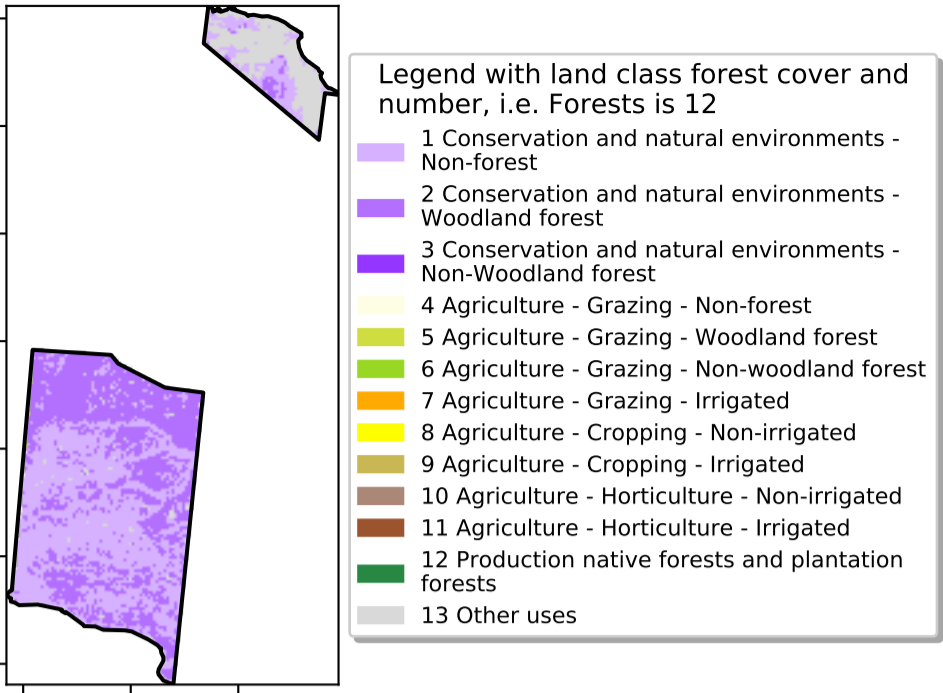 Legend with land class forest cover and
number, i.e. Forests is 12
1 Conservation and natural environments -
Non-forest
2 Conservation and natural environments -
Woodland forest
3 Conservation and natural environments -
Non-Woodland forest
4 Agriculture - Grazing - Non-forest
5 Agriculture - Grazing - Woodland forest
6 Agriculture - Grazing - Non-woodland forest
7 Agriculture - Grazing - Irrigated
8 Agriculture - Cropping - Non-irrigated
9 Agriculture - Cropping - Irrigated
10 Agriculture - Horticulture - Non-irrigated
11 Agriculture - Horticulture - Irrigated
12 Production native forests and plantation
forests
13 Other uses